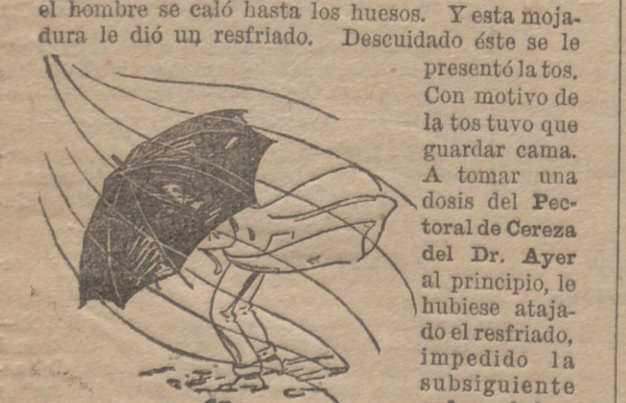 el hombre se caló hasta los huesos. Y esta moja-
dura le dió un resfriado. Descuidado éste se le
presentó la tos.
Con motivo de
la tos tuvo que
guardar cama.
A tomar una
dosis del Pec-
toral de Cereza
del Dr. Ayer
al principio, le
hubiese ataja-
do el resfriado,
impedido la
subsiguiente